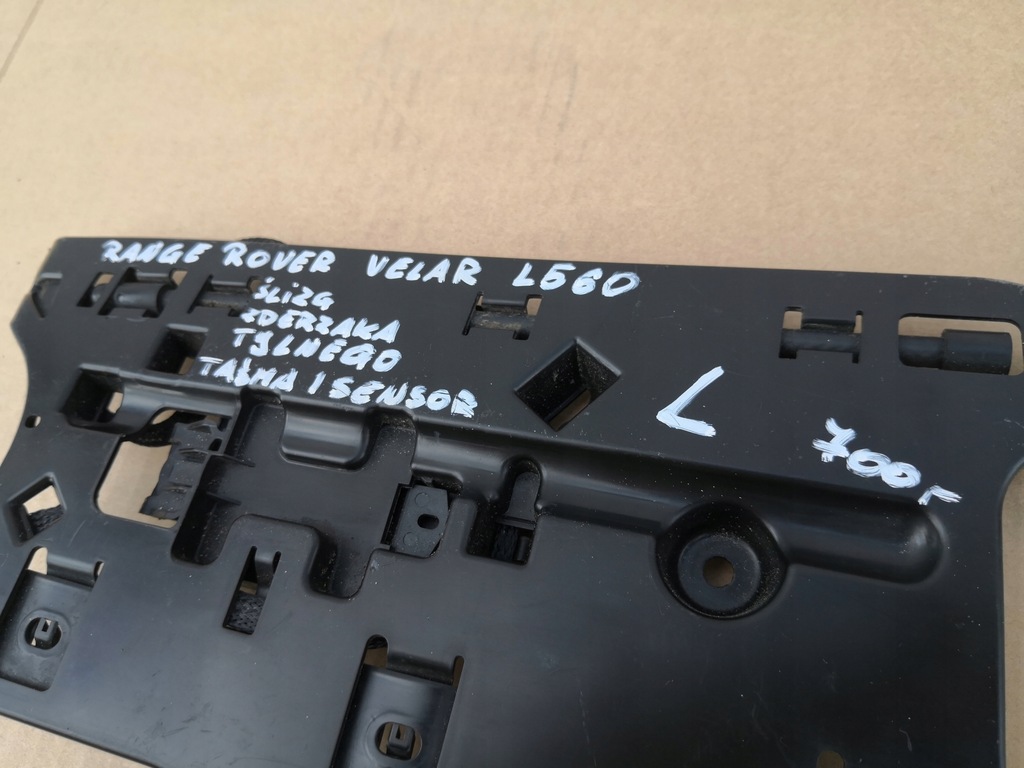 RANGE ROVER VELAR L560
ŚLIZG
ZDERZAKA
TYLNEGO
TAŚMA / SENSOR
L
700,-